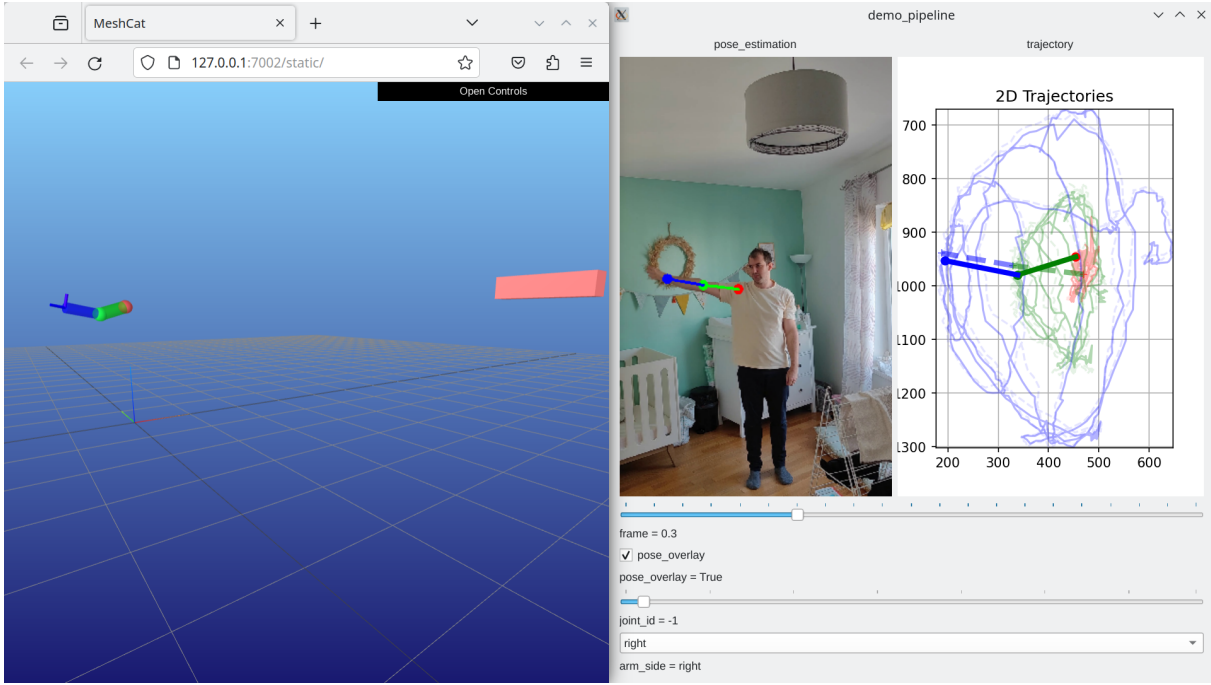 MeshCat
127.0.0.1:7002/static/
Open Controls
demo_pipeline
pose_estimation
trajectory
2D Trajectories
700
800
900
1000
1100
1200
1300
200
300
400
500
600
frame = 0.3
pose_overlay
pose_overlay = True
joint_id = -1
right
arm_side = right